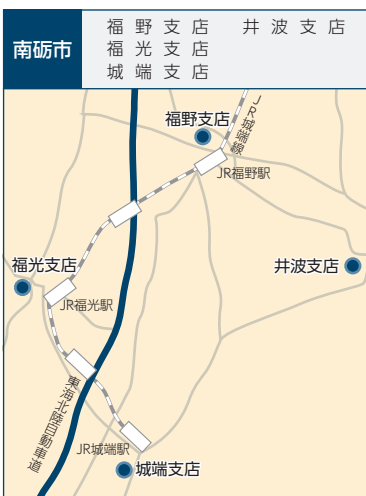 南砺市
福野支店　井波支店
福光支店
城端支店
JR城端線
福野支店
JR福野駅
福光支店
井波支店
JR福光駅
東海北陸自動車道
JR城端駅
城端支店